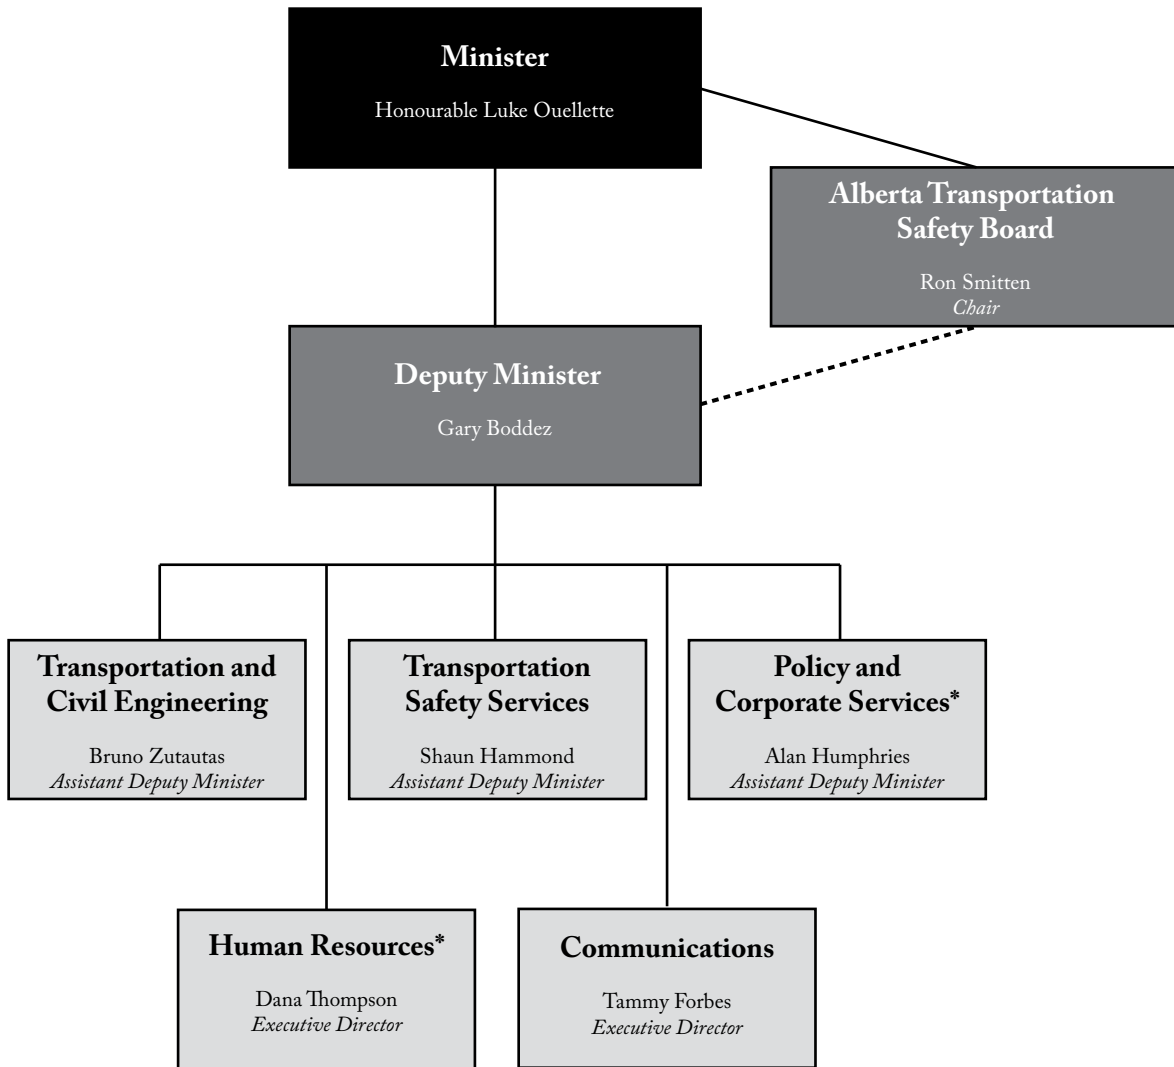 Minister
Honourable Luke Ouellette
Alberta Transportation
Safety Board
Ron Smitten
Chair
Deputy Minister
Gary Boddez
Transportation and
Civil Engineering
Bruno Zutautas
Assistant Deputy Minister
Transportation
Safety Services
Shaun Hammond
Assistant Deputy Minister
Policy and
Corporate Services*
Alan Humphries
Assistant Deputy Minister
Human Resources*
Dana Thompson
Executive Director
Communications
Tammy Forbes
Executive Director